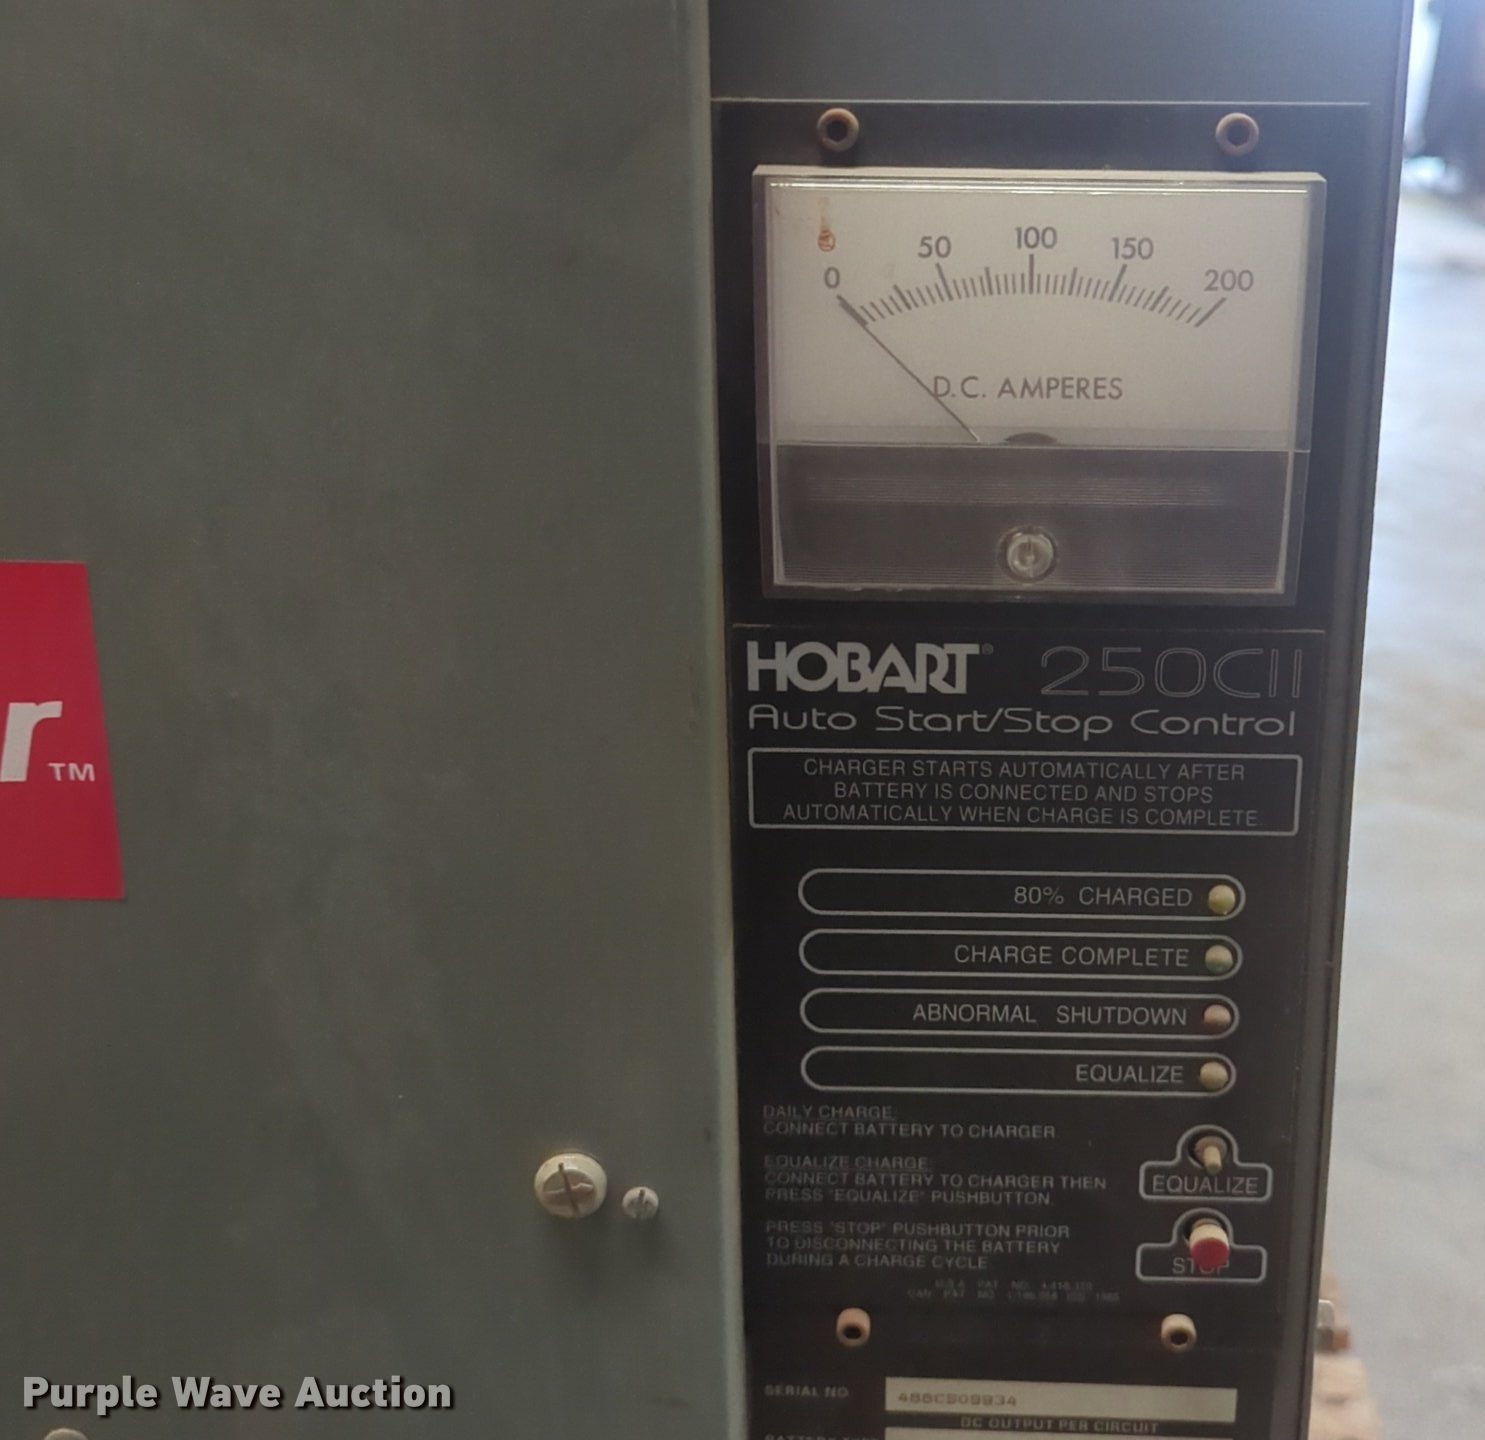 0 50 100 150 200
D.C. AMPERES
HOBART® 250CII
Auto Start/Stop Control
CHARGER STARTS AUTOMATICALLY AFTER
BATTERY IS CONNECTED AND STOPS
AUTOMATICALLY WHEN CHARGE IS COMPLETE.
r™
80% CHARGED
CHARGE COMPLETE
ABNORMAL SHUTDOWN
EQUALIZE
DAILY CHARGE:
CONNECT BATTERY TO CHARGER.
EQUALIZE CHARGE:
CONNECT BATTERY TO CHARGER THEN
PRESS "EQUALIZE" PUSHBUTTON.
EQUALIZE
PRESS "STOP" PUSHBUTTON PRIOR
TO DISCONNECTING THE BATTERY
DURING A CHARGE CYCLE
STOP
SERIAL NO
DC OUTPUT PER CIRCUIT
Purple Wave Auction